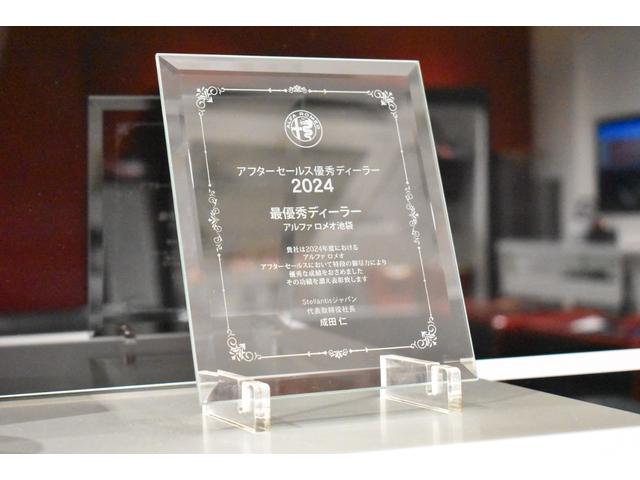 ALFA ROMEO
アフターセールス優秀ディーラー
2024
最優秀ディーラー
アルファ ロメオ池袋
貴社は2024年度における
アルファ ロメオ
アフターセールスにおいて特段の御尽力により
優秀な成績をおさめました
その功績を讃え表彰致します
Stellantisジャパン
代表取締役社長
成田 仁